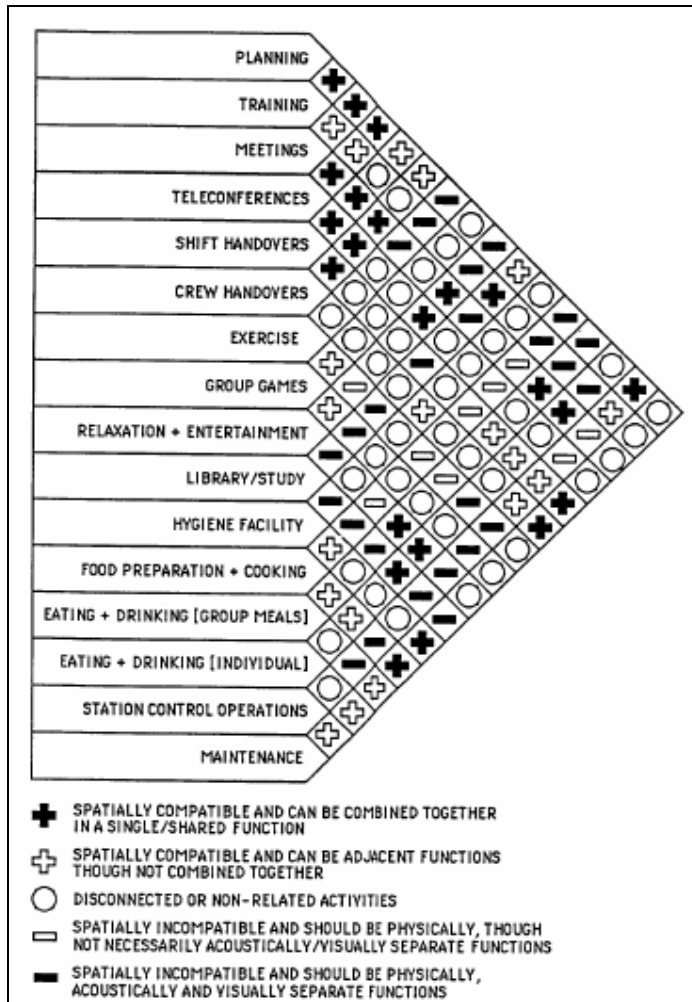 PLANNING
TRAINING
MEETINGS
TELECONFERENCES
SHIFT HANDOVERS
CREW HANDOVERS
EXERCISE
GROUP GAMES
RELAXATION + ENTERTAINMENT
LIBRARY/STUDY
HYGIENE FACILITY
FOOD PREPARATION + COOKING
EATING + DRINKING [GROUP MEALS]
EATING + DRINKING [INDIVIDUAL]
STATION CONTROL OPERATIONS
MAINTENANCE
SPATIALLY COMPATIBLE AND CAN BE COMBINED TOGETHER
IN A SINGLE/SHARED FUNCTION
SPATIALLY COMPATIBLE AND CAN BE ADJACENT FUNCTIONS
THOUGH NOT COMBINED TOGETHER
DISCONNECTED OR NON-RELATED ACTIVITIES
SPATIALLY INCOMPATIBLE AND SHOULD BE PHYSICALLY, THOUGH
NOT NECESSARILY ACOUSTICALLY/VISUALLY SEPARATE FUNCTIONS
SPATIALLY INCOMPATIBLE AND SHOULD BE PHYSICALLY,
ACOUSTICALLY AND VISUALLY SEPARATE FUNCTIONS